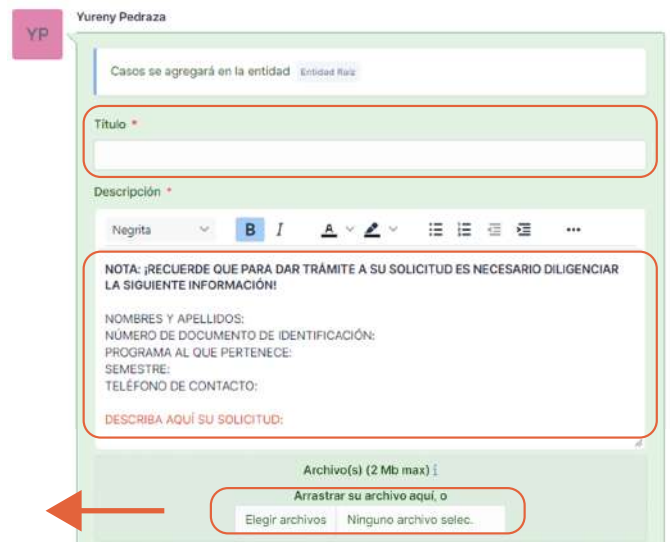 Yureny Pedraza
YP
Casos se agregará en la entidad Entidad Raíz
Título *
Descripción *
Negrita B I A
NOTA: ¡RECUERDE QUE PARA DAR TRÁMITE A SU SOLICITUD ES NECESARIO DILIGENCIAR
LA SIGUIENTE INFORMACIÓN!
NOMBRES Y APELLIDOS:
NÚMERO DE DOCUMENTO DE IDENTIFICACIÓN:
PROGRAMA AL QUE PERTENECE:
SEMESTRE:
TELÉFONO DE CONTACTO:
DESCRIBA AQUÍ SU SOLICITUD:
Archivo(s) (2 Mb max) i
Arrastrar su archivo aquí, o
Elegir archivos Ninguno archivo selec.